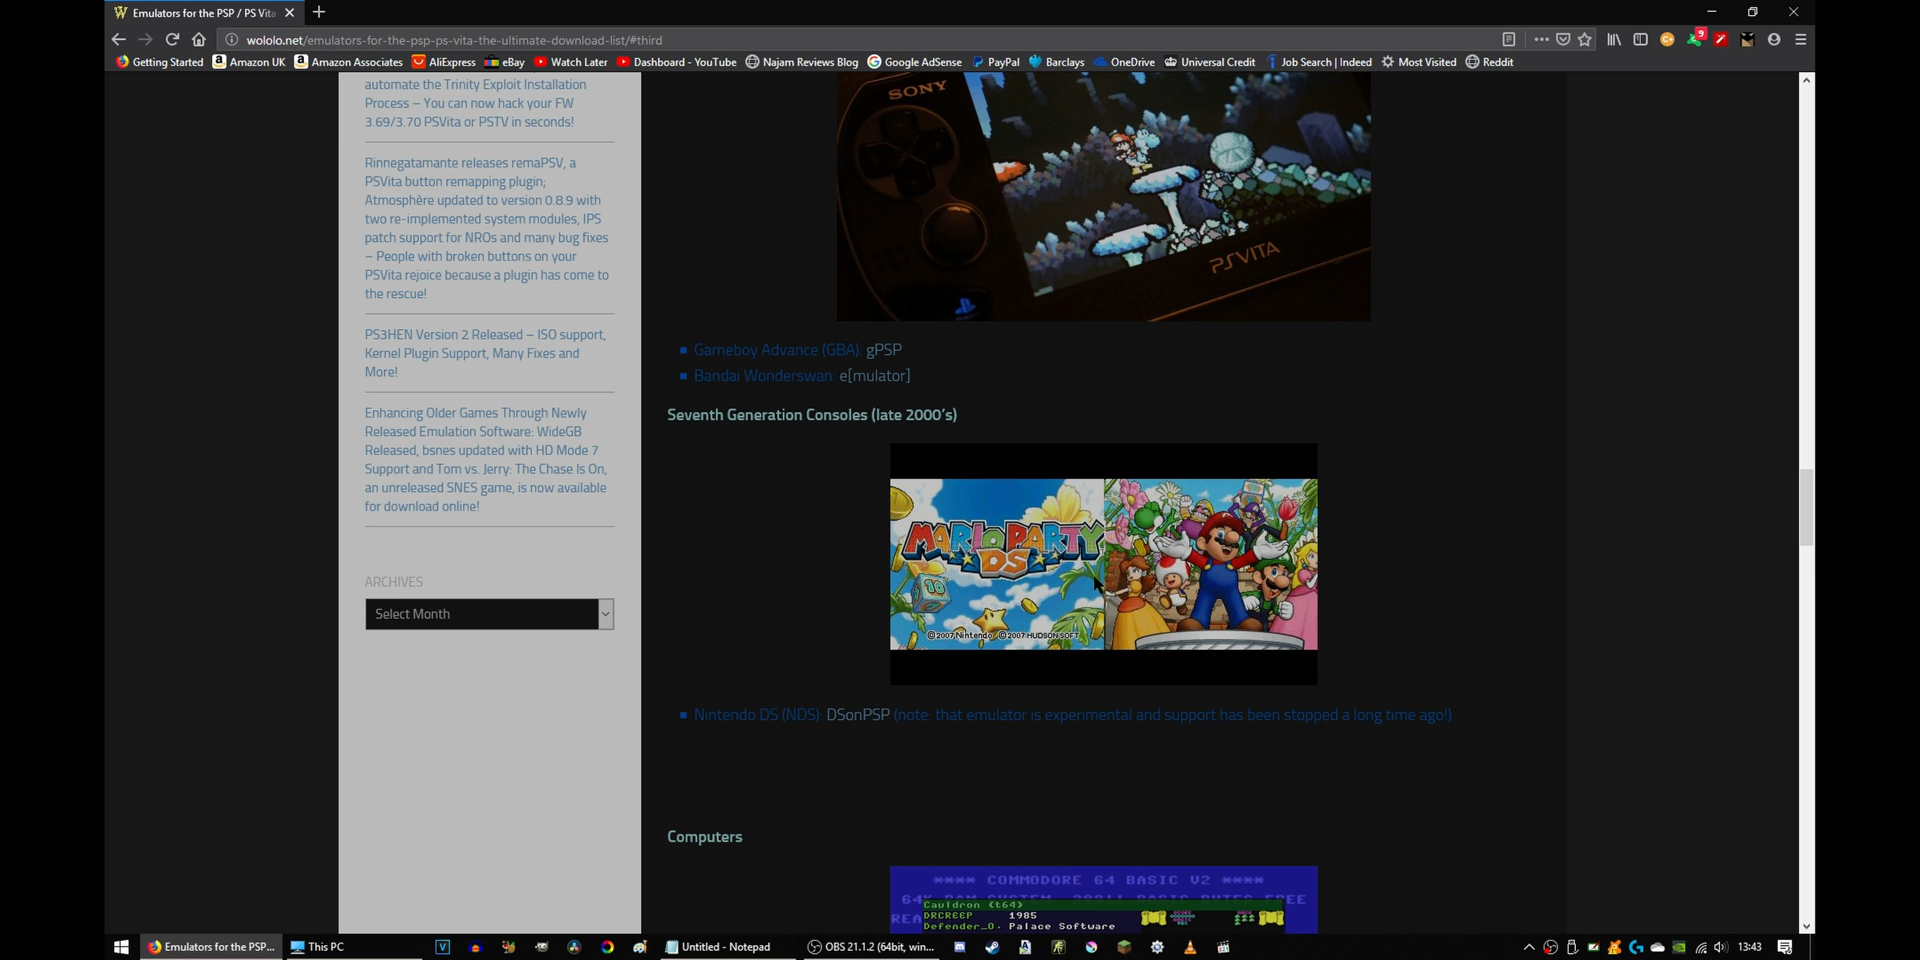 Emulators for the PSP / PS Vita
wololo.net/emulators-for-the-psp-ps-vita-the-ultimate-download-list/#third
9
Getting Started
Amazon UK
Amazon Associates
AliExpress
eBay
Watch Later
Dashboard - YouTube
Najam Reviews Blog
Google AdSense
PayPal
Barclays
OneDrive
Universal Credit
Job Search | Indeed
Most Visited
Reddit
automate the Trinity Exploit Installation
Process – You can now hack your FW
3.69/3.70 PSVita or PSTV in seconds!
Rinnegatamante releases remaPSV, a
PSVita button remapping plugin;
Atmosphère updated to version 0.8.9 with
two re-implemented system modules, IPS
patch support for NROs and many bug fixes
– People with broken buttons on your
PSVita rejoice because a plugin has come to
the rescue!
PS3HEN Version 2 Released – ISO support,
Kernel Plugin Support, Many Fixes and
More!
Enhancing Older Games Through Newly
Released Emulation Software: WideGB
Released, bsnes updated with HD Mode 7
Support and Tom vs. Jerry: The Chase Is On,
an unreleased SNES game, is now available
for download online!
ARCHIVES
Select Month
SONY
PSVITA
Gameboy Advance (GBA): gPSP
Bandai Wonderswan: e[mulator]
Seventh Generation Consoles (late 2000's)
MARIO PARTY
DS
©2007 Nintendo ©2007 HUDSON SOFT
Nintendo DS (NDS): DSonPSP (note: that emulator is experimental and support has been stopped a long time ago!)
Computers
**** COMMODORE 64 BASIC V2 ****
Cauldron (t64)
DRCREEP 1985
Defender_O. Palace Software
Emulators for the PSP...
This PC
Untitled - Notepad
OBS 21.1.2 (64bit, win...
13:43